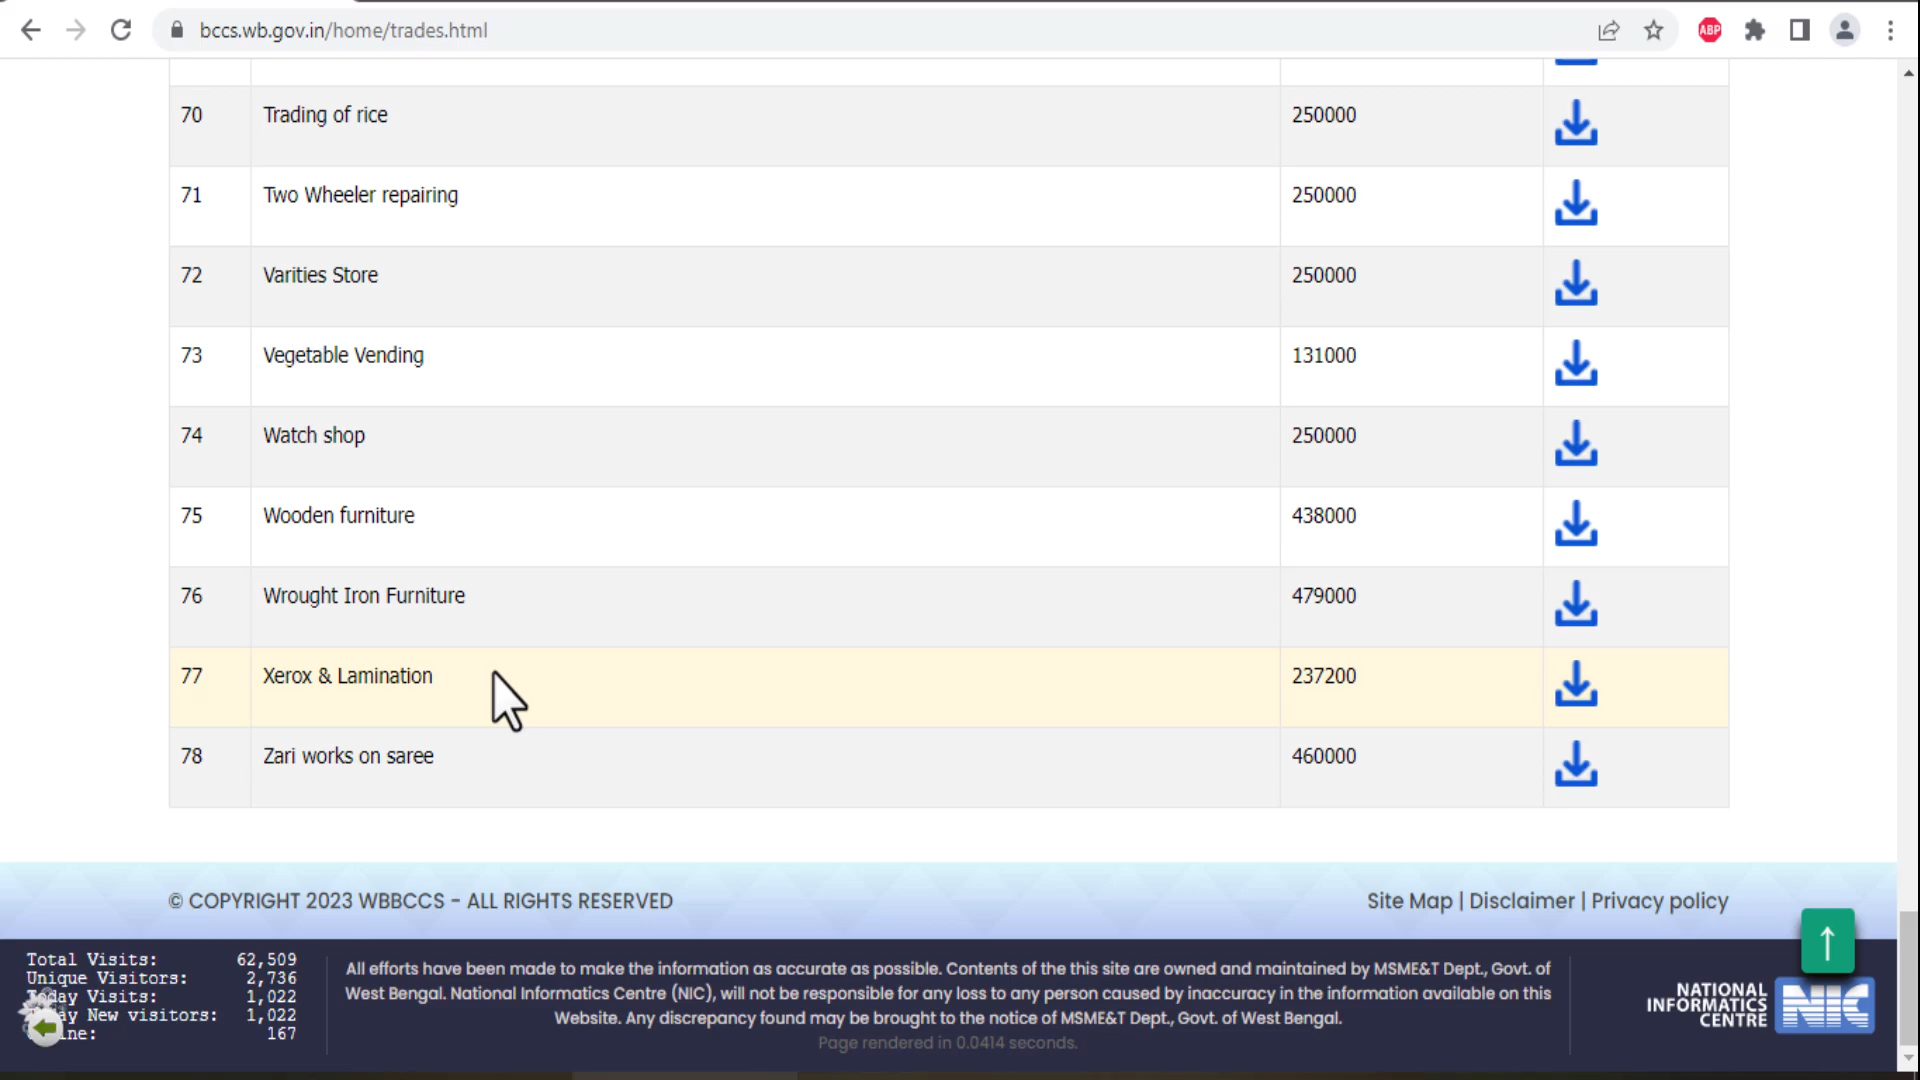 bccs.wb.gov.in/home/trades.html
ABP
70 Trading of rice 250000
71 Two Wheeler repairing 250000
72 Varities Store 250000
73 Vegetable Vending 131000
74 Watch shop 250000
75 Wooden furniture 438000
76 Wrought Iron Furniture 479000
77 Xerox & Lamination 237200
78 Zari works on saree 460000
© COPYRIGHT 2023 WBBCCS - ALL RIGHTS RESERVED
Site Map | Disclaimer | Privacy policy
Total Visits: 62,509
Unique Visitors: 2,736
Today Visits: 1,022
New visitors: 1,022
167
All efforts have been made to make the information as accurate as possible. Contents of the this site are owned and maintained by MSME&T Dept., Govt. of
West Bengal. National Informatics Centre (NIC), will not be responsible for any loss to any person caused by inaccuracy in the information available on this
Website. Any discrepancy found may be brought to the notice of MSME&T Dept., Govt. of West Bengal.
Page rendered in 0.0414 seconds.
NATIONAL
INFORMATICS
CENTRE
NIC